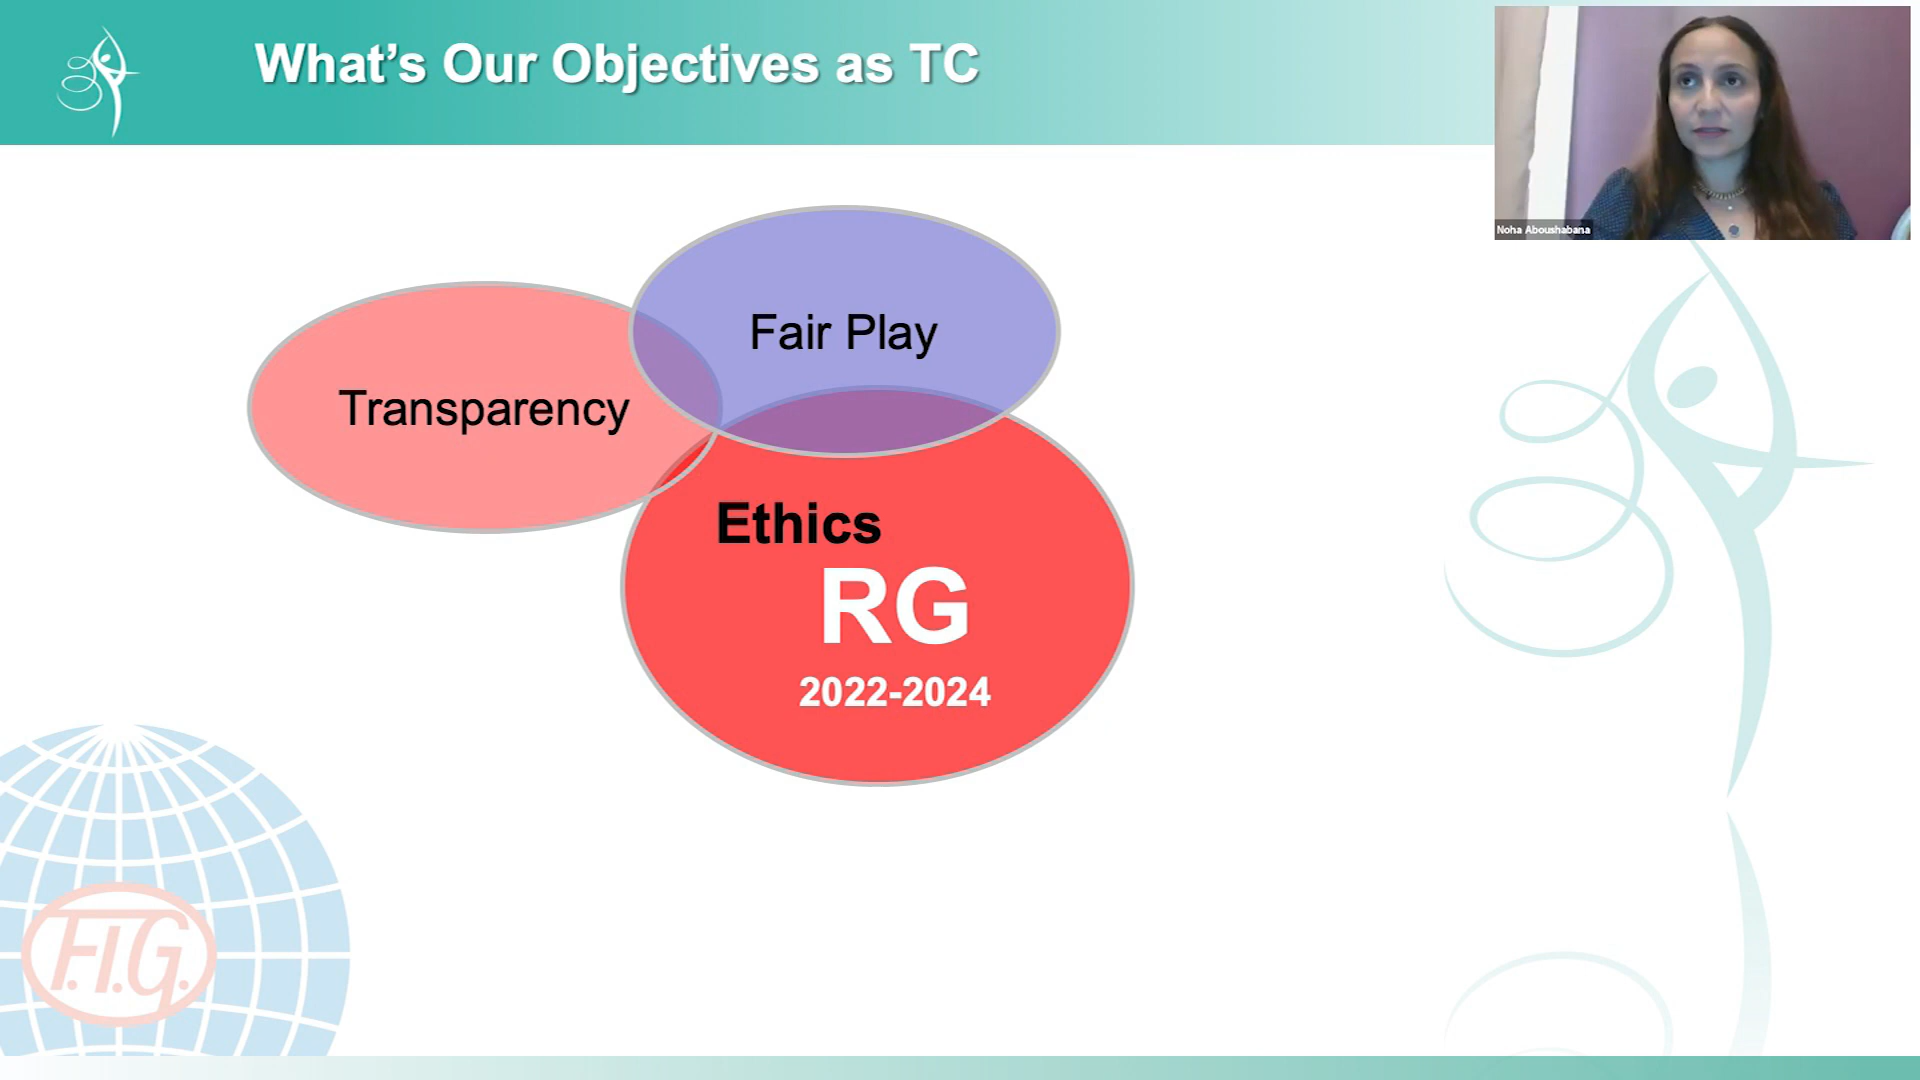 What's Our Objectives as TC
Noha Aboushabana
Fair Play
Transparency
Ethics
RG
2022-2024
F.I.G.